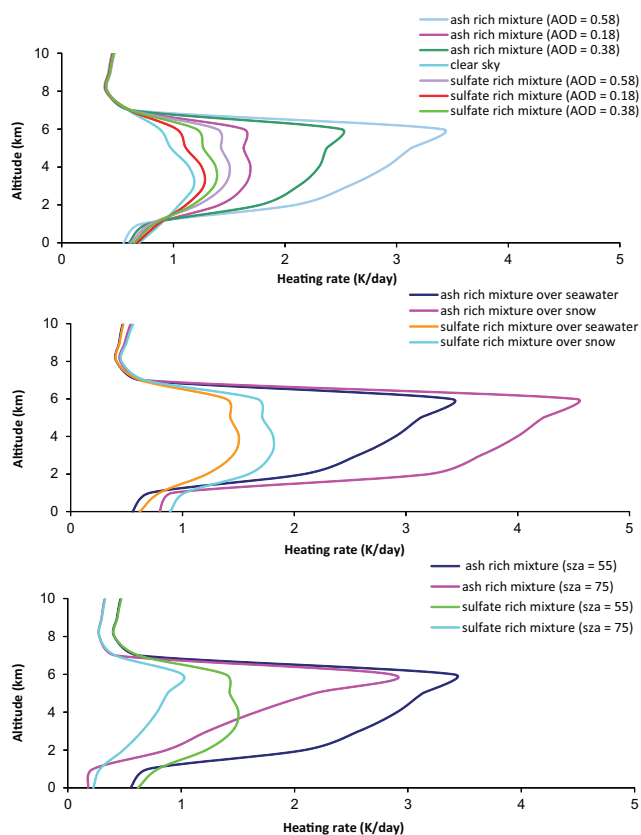 ash rich mixture (AOD = 0.58)
ash rich mixture (AOD = 0.18)
ash rich mixture (AOD = 0.38)
clear sky
sulfate rich mixture (AOD = 0.58)
sulfate rich mixture (AOD = 0.18)
sulfate rich mixture (AOD = 0.38)
10
8
6
4
2
0
Altitude (km)
0 1 2 3 4 5
Heating rate (K/day)
ash rich mixture over seawater
ash rich mixture over snow
sulfate rich mixture over seawater
sulfate rich mixture over snow
10
8
6
4
2
0
Altitude (km)
0 1 2 3 4 5
Heating rate (K/day)
ash rich mixture (sza = 55)
ash rich mixture (sza = 75)
sulfate rich mixture (sza = 55)
sulfate rich mixture (sza = 75)
10
8
6
4
2
0
Altitude (km)
0 1 2 3 4 5
Heating rate (K/day)